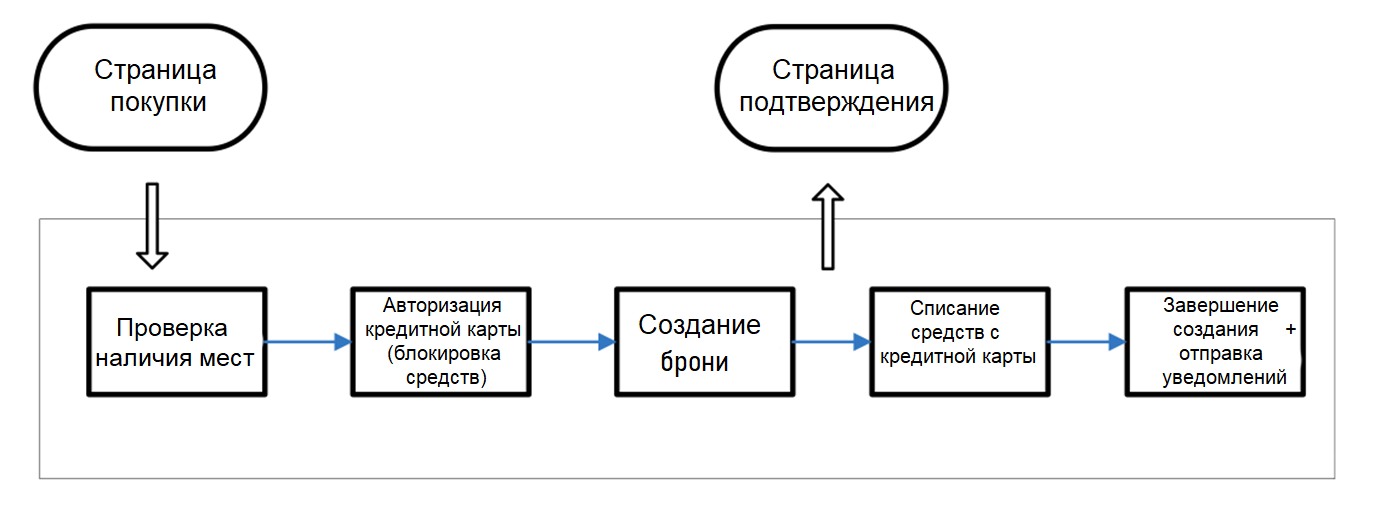 Страница
покупки
Страница
подтверждения
Проверка
наличия мест
Авторизация
кредитной карты
(блокировка
средств)
Создание
брони
Списание
средств с
кредитной карты
Завершение
создания +
отправка
уведомлений